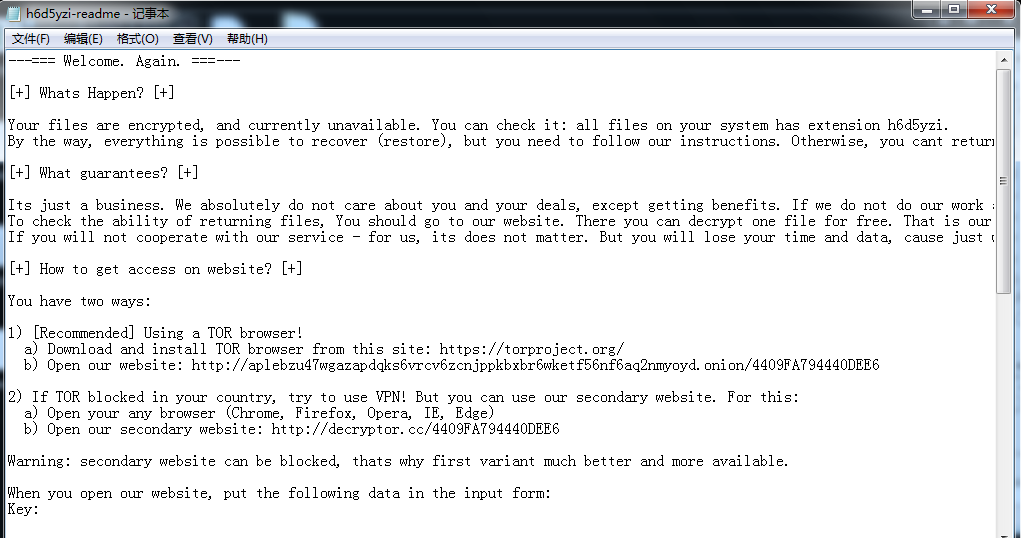 h6d5yzi-readme - 记事本
文件(F) 编辑(E) 格式(O) 查看(V) 帮助(H)
---=== Welcome. Again. ===---
[+] Whats Happen? [+]
Your files are encrypted, and currently unavailable. You can check it: all files on your system has extension h6d5yzi.
By the way, everything is possible to recover (restore), but you need to follow our instructions. Otherwise, you cant return
[+] What guarantees? [+]
Its just a business. We absolutely do not care about you and your deals, except getting benefits. If we do not do our work
To check the ability of returning files, You should go to our website. There you can decrypt one file for free. That is our
If you will not cooperate with our service - for us, its does not matter. But you will lose your time and data, cause just
[+] How to get access on website? [+]
You have two ways:
1) [Recommended] Using a TOR browser!
a) Download and install TOR browser from this site: https://torproject.org/
b) Open our website: http://aplebzu47wgazapdqks6vrcv6zcnjppkbxbr6wketf56nf6aq2nmyoyd.onion/4409FA794440DEE6
2) If TOR blocked in your country, try to use VPN! But you can use our secondary website. For this:
a) Open your any browser (Chrome, Firefox, Opera, IE, Edge)
b) Open our secondary website: http://decryptor.cc/4409FA794440DEE6
Warning: secondary website can be blocked, thats why first variant much better and more available.
When you open our website, put the following data in the input form:
Key: